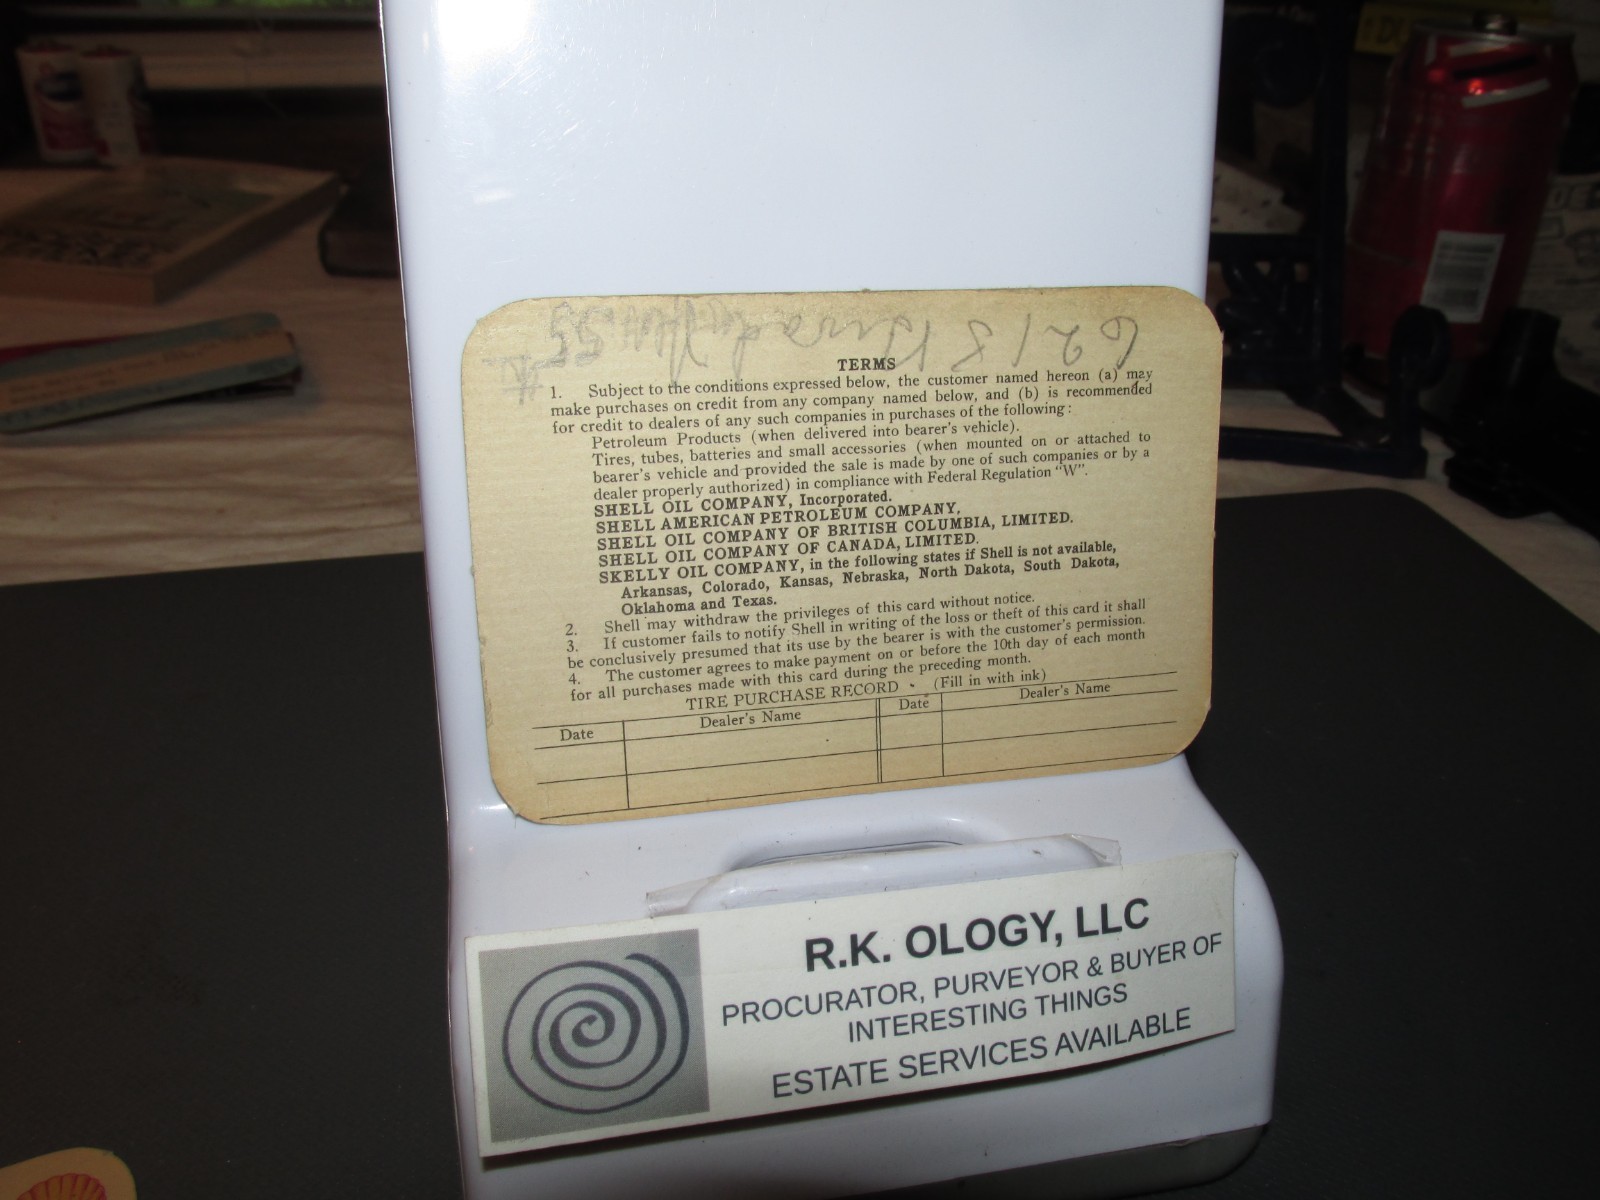 TERMS
1. Subject to the conditions expressed below, the customer named hereon (a) may
make purchases on credit from any company named below, and (b) is recommended
for credit to dealers of any such companies in purchases of the following:
Petroleum Products (when delivered into bearer's vehicle).
Tires, tubes, batteries and small accessories (when mounted on or attached to
bearer's vehicle and provided the sale is made by one of such companies or by a
dealer properly authorized) in compliance with Federal Regulation "W".
SHELL OIL COMPANY, Incorporated.
SHELL AMERICAN PETROLEUM COMPANY.
SHELL OIL COMPANY OF BRITISH COLUMBIA, LIMITED.
SHELL OIL COMPANY OF CANADA, LIMITED.
SKELLY OIL COMPANY, in the following states if Shell is not available,
Arkansas, Colorado, Kansas, Nebraska, North Dakota, South Dakota,
Oklahoma and Texas.
2. Shell may withdraw the privileges of this card without notice.
3. If customer fails to notify Shell in writing of the loss or theft of this card it shall
be conclusively presumed that its use by the bearer is with the customer's permission.
4. The customer agrees to make payment on or before the 10th day of each month
for all purchases made with this card during the preceding month.
TIRE PURCHASE RECORD - (Fill in with ink)
Date Dealer's Name Date Dealer's Name
R.K. OLOGY, LLC
PROCURATOR, PURVEYOR & BUYER OF
INTERESTING THINGS
ESTATE SERVICES AVAILABLE